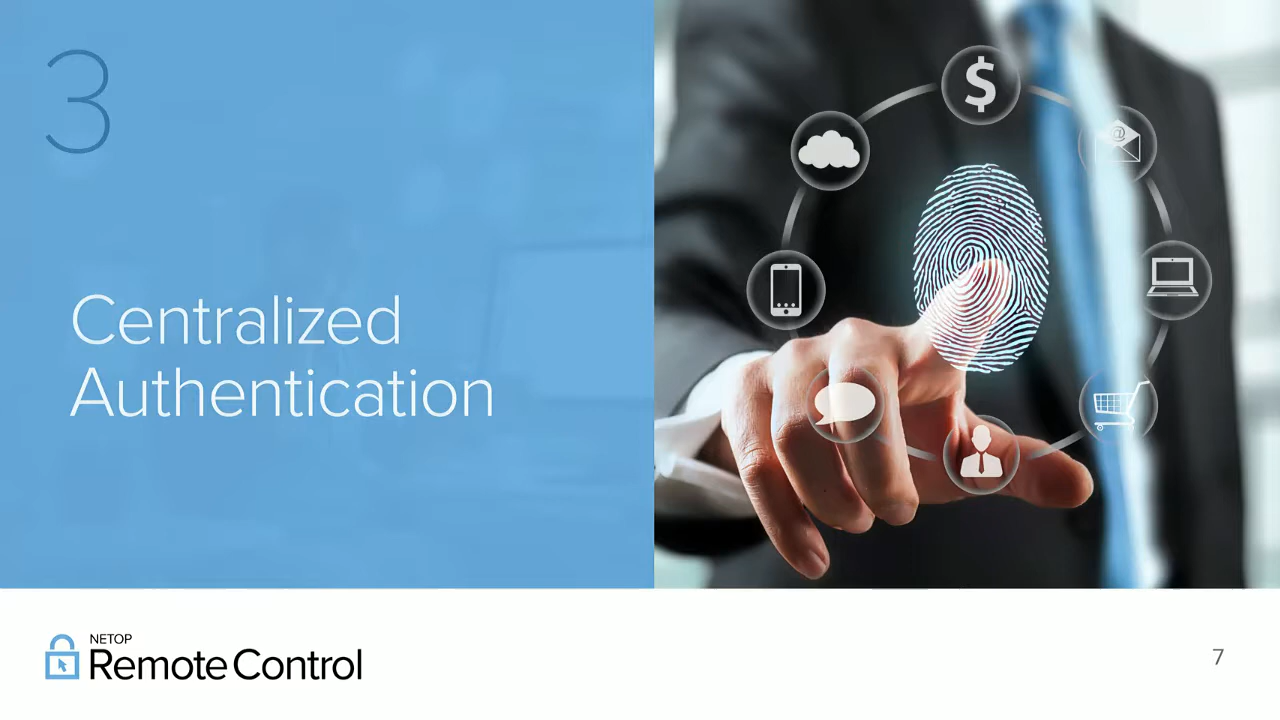 3
$
@
Centralized
Authentication
NETOP
Remote Control
7